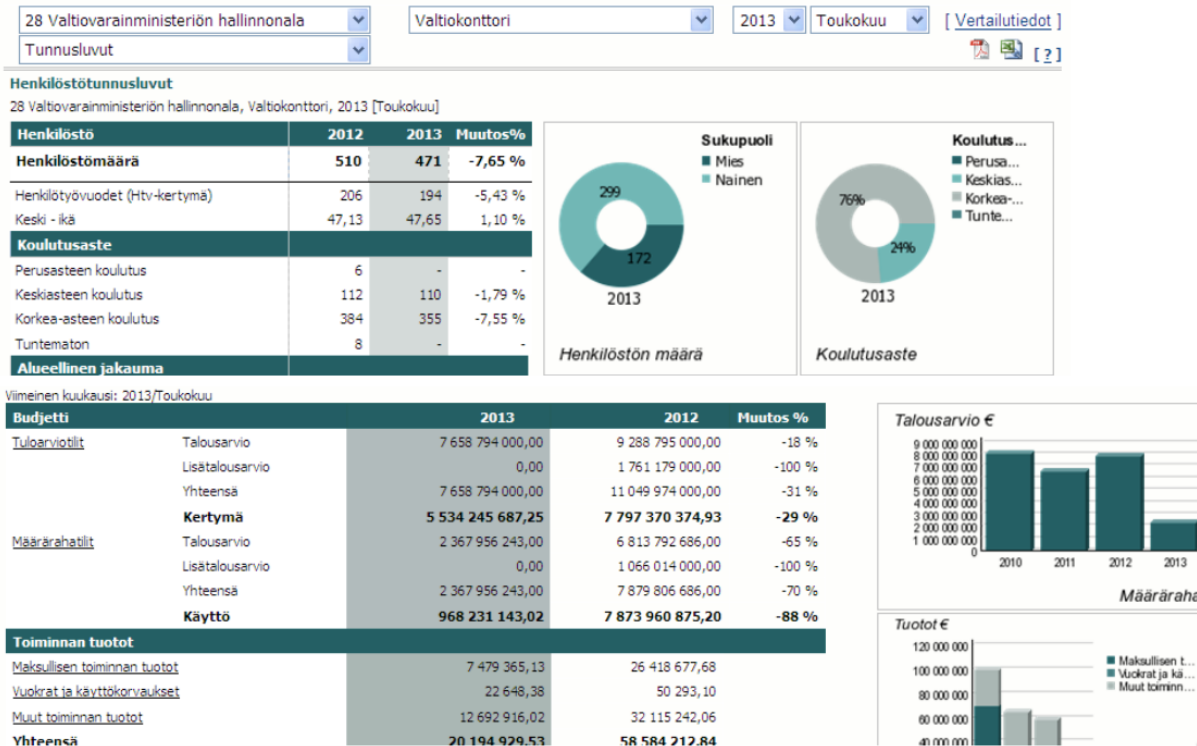 28 Valtiovarainministeriön hallinnonala Valtiokonttori 2013 Toukokuu [ Vertailutiedot ]
Tunnusluvut [ ? ]
Henkilöstötunnusluvut
28 Valtiovarainministeriön hallinnonala, Valtiokonttori, 2013 [Toukokuu]
Henkilöstö 2012 2013 Muutos%
Henkilöstömäärä 510 471 -7,65 %
Henkilötyövuodet (Htv-kertymä) 206 194 -5,43 %
Keski - ikä 47,13 47,65 1,10 %
Koulutusaste
Perusasteen koulutus 6 - -
Keskiasteen koulutus 112 110 -1,79 %
Korkea-asteen koulutus 384 355 -7,55 %
Tuntematon 8 - -
Alueellinen jakauma
Sukupuoli
Mies
Nainen
299
172
2013
Henkilöstön määrä
Koulutus...
Perusa...
Keskias...
Korkea-...
Tunte...
76%
24%
2013
Koulutusaste
Viimeinen kuukausi: 2013/Toukokuu
Budjetti 2013 2012 Muutos %
Tuloarviotilit Talousarvio 7 658 794 000,00 9 288 795 000,00 -18 %
Lisätalousarvio 0,00 1 761 179 000,00 -100 %
Yhteensä 7 658 794 000,00 11 049 974 000,00 -31 %
Kertymä 5 534 245 687,25 7 797 370 374,93 -29 %
Määrärahatilit Talousarvio 2 367 956 243,00 6 813 792 686,00 -65 %
Lisätalousarvio 0,00 1 066 014 000,00 -100 %
Yhteensä 2 367 956 243,00 7 879 806 686,00 -70 %
Käyttö 968 231 143,02 7 873 960 875,20 -88 %
Toiminnan tuotot
Maksullisen toiminnan tuotot 7 479 365,13 26 418 677,68
Vuokrat ja käyttökorvaukset 22 648,38 50 293,10
Muut toiminnan tuotot 12 692 916,02 32 115 242,06
Yhteensä 20 194 929,53 58 584 212,84
Talousarvio €
9 000 000 000
8 000 000 000
7 000 000 000
6 000 000 000
5 000 000 000
4 000 000 000
3 000 000 000
2 000 000 000
1 000 000 000
0
2010 2011 2012 2013
Määräraha
Tuotot €
120 000 000
100 000 000
80 000 000
60 000 000
40 000 000
Maksullisen t...
Vuokrat ja kä...
Muut toiminn...